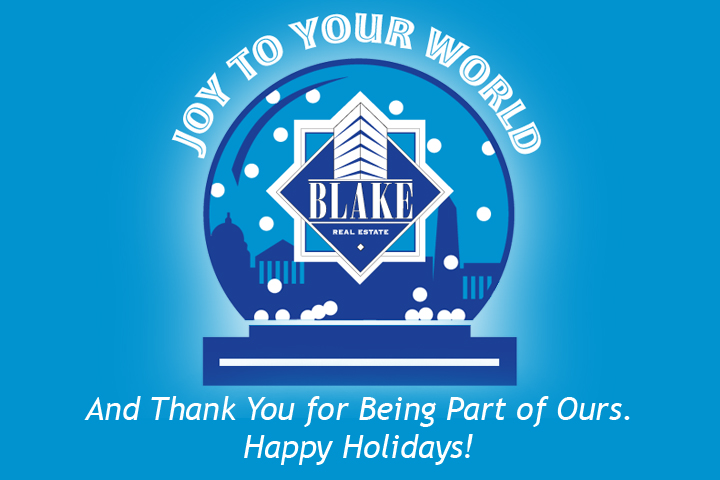 JOY TO YOUR WORLD
BLAKE
REAL ESTATE
And Thank You for Being Part of Ours.
Happy Holidays!